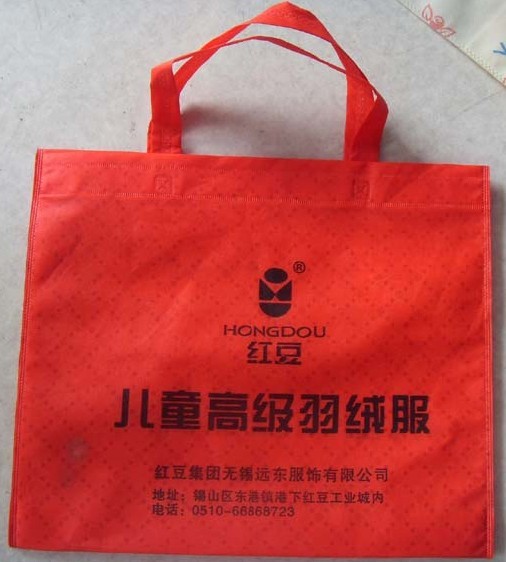 ®
HONGDOU
红豆
儿童高级羽绒服
红豆集团无锡远东服饰有限公司
地址：锡山区东港镇港下红豆工业城内
电话：0510-66868723